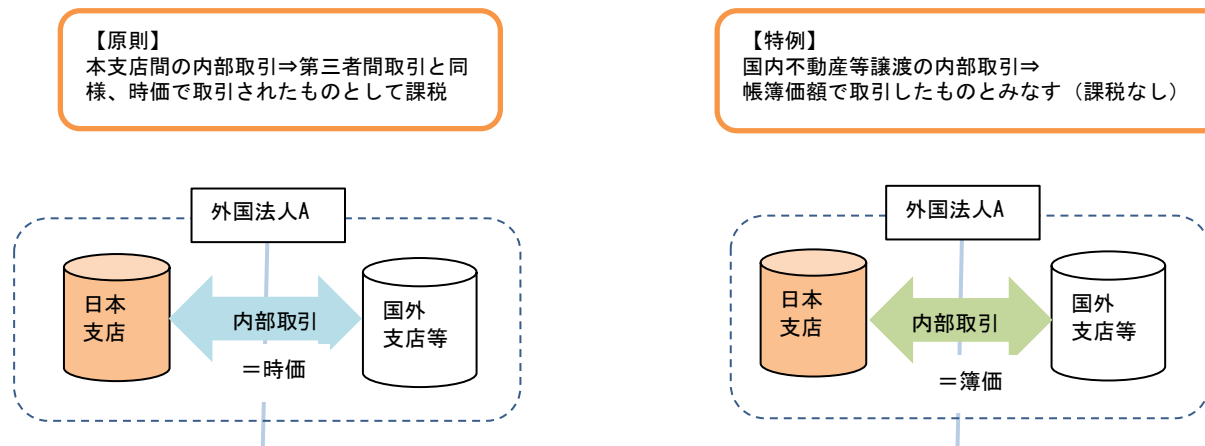 【原則】
本支店間の内部取引⇒第三者間取引と同
様、時価で取引されたものとして課税
【特例】
国内不動産等譲渡の内部取引⇒
帳簿価額で取引したものとみなす（課税なし）
外国法人A
日本
支店
内部取引
国外
支店等
＝時価
外国法人A
日本
支店
内部取引
国外
支店等
＝簿価